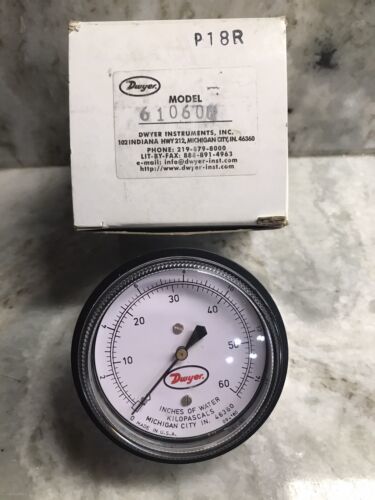 P18R
Dwyer
MODEL
DWYER INSTRUMENTS, INC.
102 INDIANA HWY 212, MICHIGAN CITY, IN. 46360
PHONE: 219-879-8000
LIT-BY-FAX: 888-891-4963
e-mail: info@dwyer-inst.com
http://www.dwyer-inst.com
30
20
40
10
50
60
0
Dwyer.
INCHES OF WATER
KILOPASCALS
MICHIGAN CITY IN. 46360
MADE IN U.S.A.